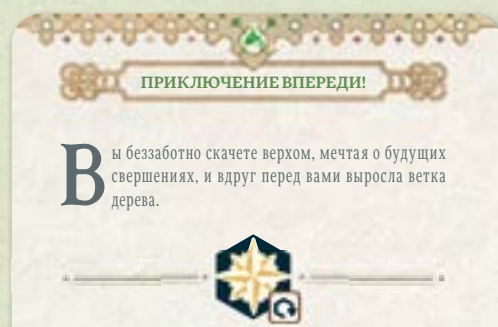 ПРИКЛЮЧЕНИЕ ВПЕРЕДИ!
Вы беззаботно скачете верхом, мечтая о будущих
свершениях, и вдруг перед вами выросла ветка
дерева.